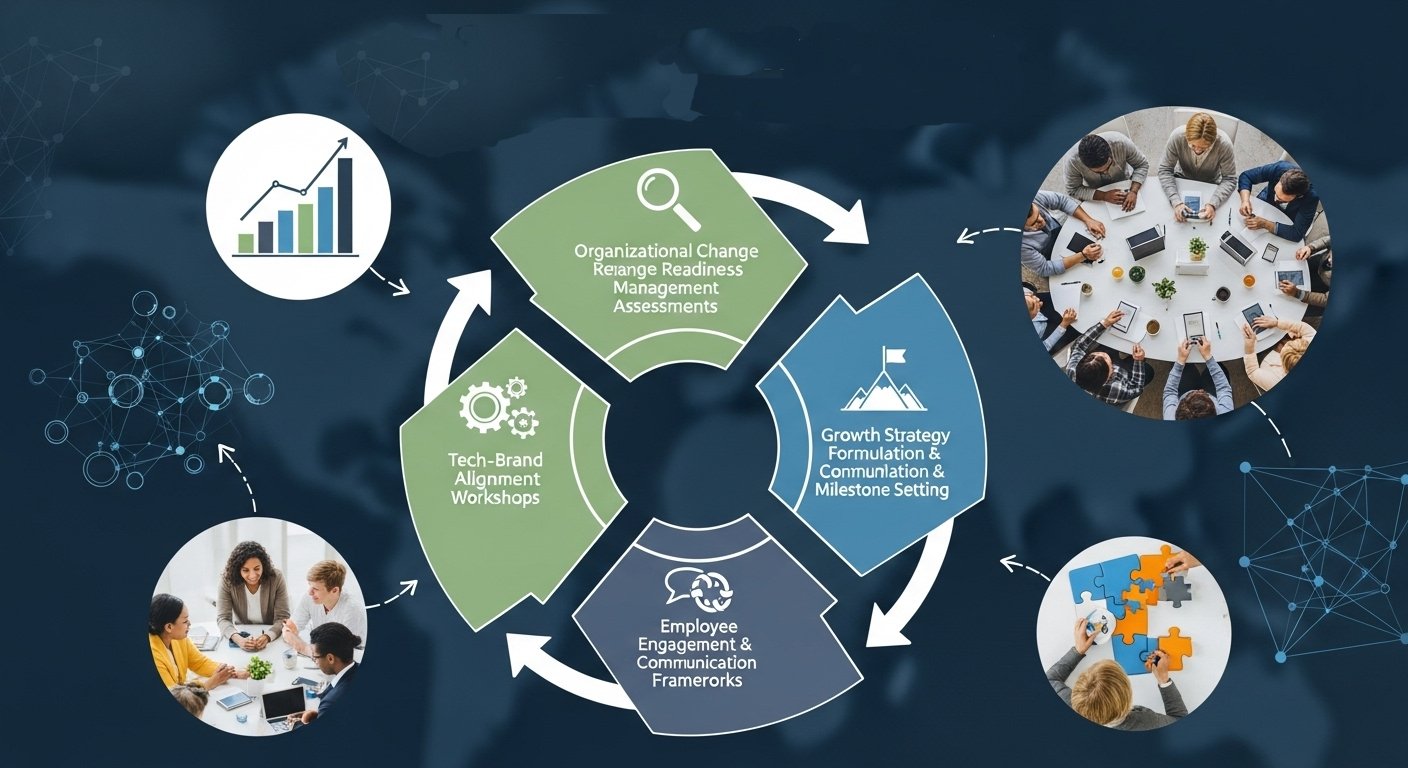 Organizational Change
Rerange Readiness
Management
Assessments
Growth Strategy
Formulation &
Conmunlation &
Milestone Setting
Employee
Engagement &
Communication
Framerorks
Tech-Brand
Alignment
Workshops